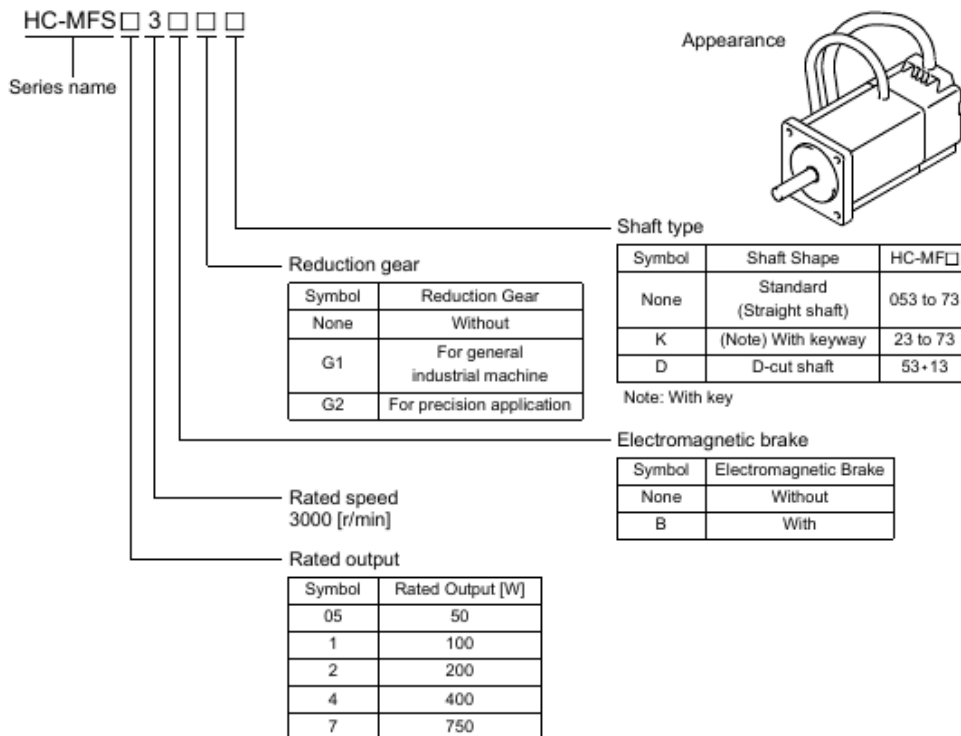 HC-MFS□ 3□ □ □
Series name
Appearance
Shaft type
Symbol Shaft Shape HC-MF□
None Standard (Straight shaft) 053 to 73
K (Note) With keyway 23 to 73
D D-cut shaft 53•13
Note: With key
Reduction gear
Symbol Reduction Gear
None Without
G1 For general industrial machine
G2 For precision application
Electromagnetic brake
Symbol Electromagnetic Brake
None Without
B With
Rated speed
3000 [r/min]
Rated output
Symbol Rated Output [W]
05 50
1 100
2 200
4 400
7 750